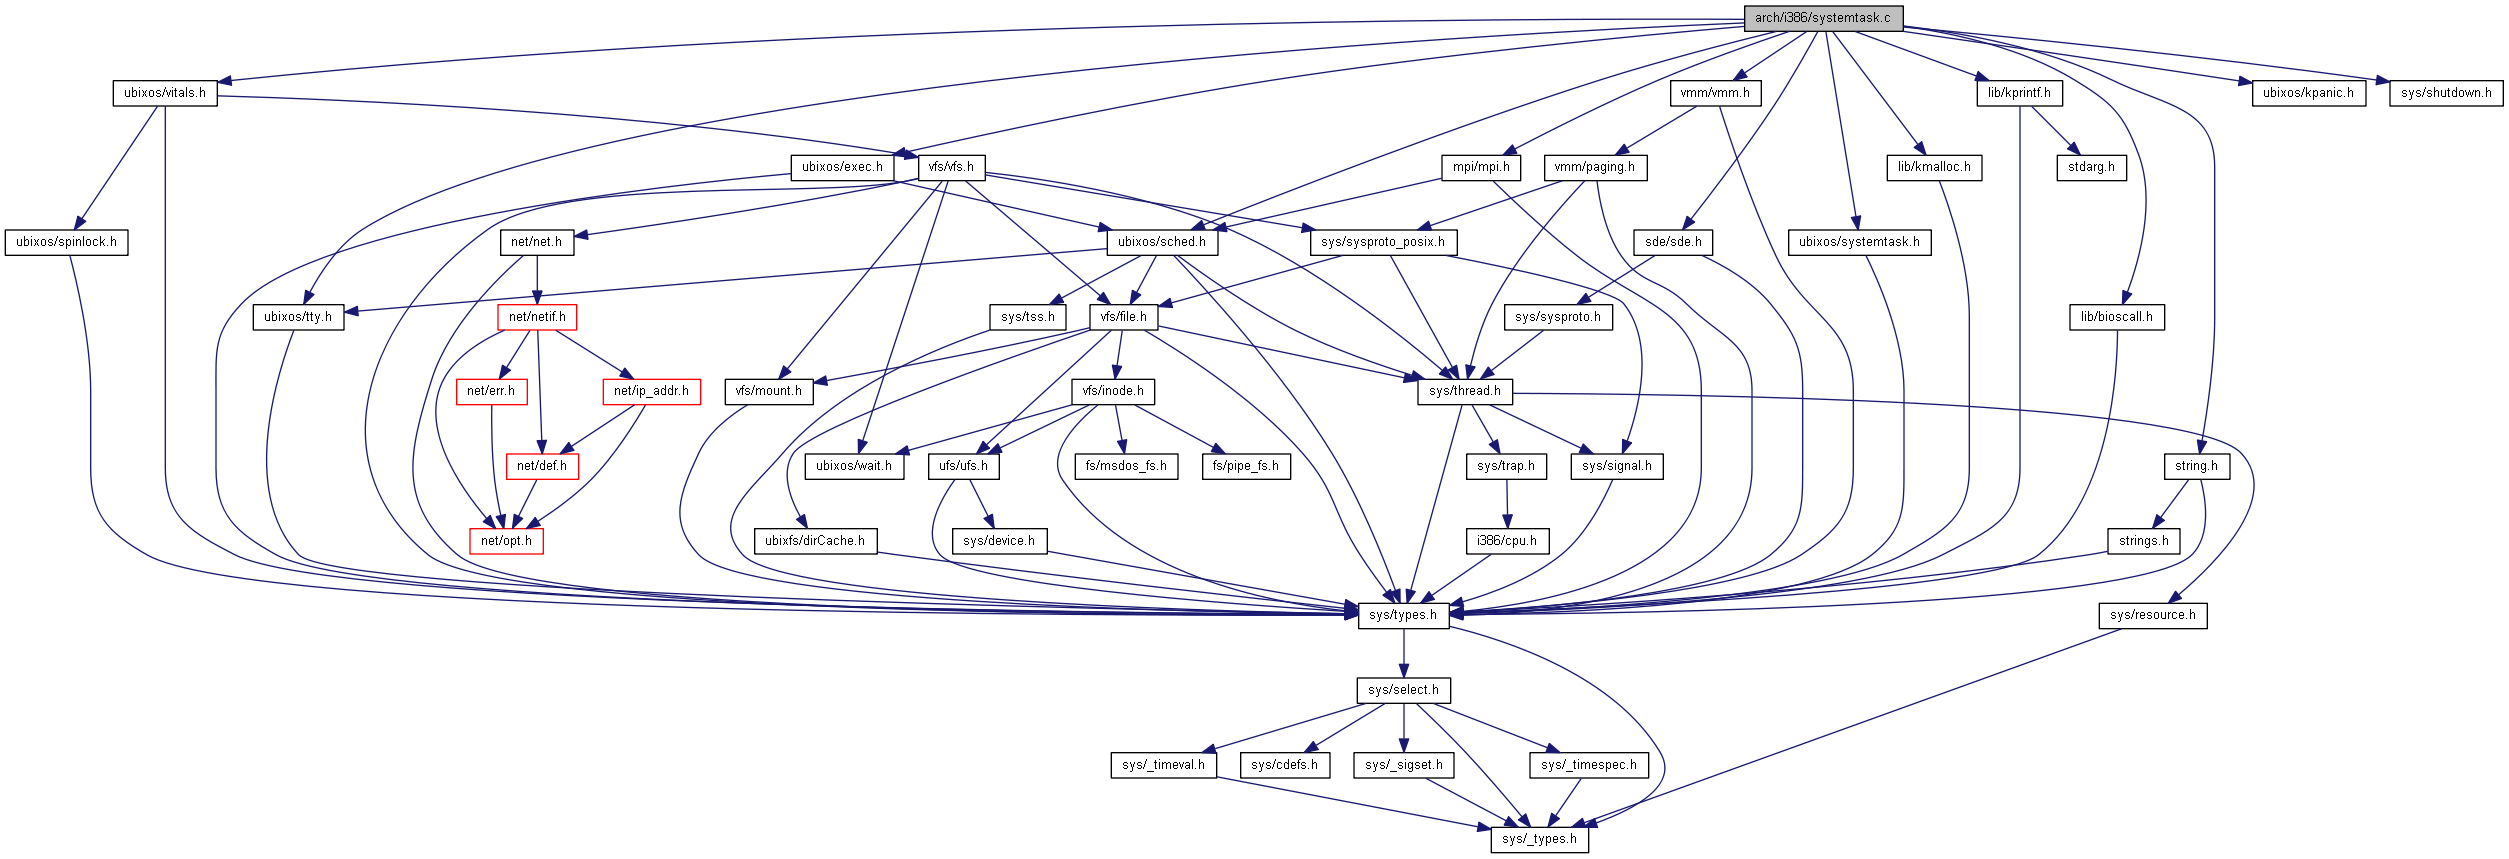 arch/i386/systemtask.c
ubixos/vitals.h
vmm/vmm.h
lib/kprintf.h
ubixos/kpanic.h
sys/shutdown.h
ubixos/exec.h
vfs/vfs.h
mpi/mpi.h
vmm/paging.h
lib/kmalloc.h
stdarg.h
ubixos/spinlock.h
net/net.h
ubixos/sched.h
sys/sysproto_posix.h
sde/sde.h
ubixos/systemtask.h
ubixos/tty.h
net/netif.h
sys/tss.h
vfs/file.h
sys/sysproto.h
lib/bioscall.h
net/err.h
net/ip_addr.h
vfs/mount.h
vfs/inode.h
sys/thread.h
net/def.h
ubixos/wait.h
ufs/ufs.h
fs/msdos_fs.h
fs/pipe_fs.h
sys/trap.h
sys/signal.h
string.h
net/opt.h
ubixfs/dirCache.h
sys/device.h
i386/cpu.h
strings.h
sys/types.h
sys/resource.h
sys/select.h
sys/_timeval.h
sys/cdefs.h
sys/_sigset.h
sys/_timespec.h
sys/_types.h